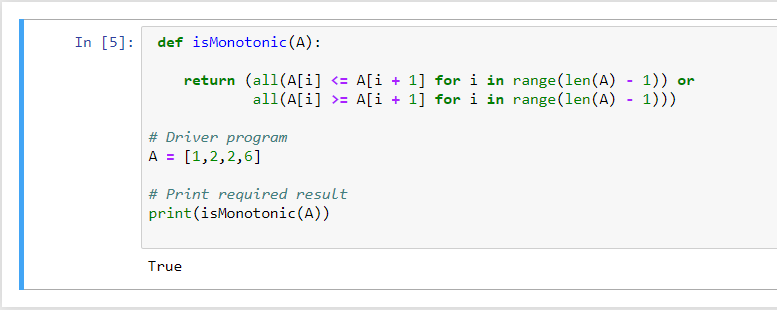 In [5]: def isMonotonic(A):
return (all(A[i] <= A[i + 1] for i in range(len(A) - 1)) or
all(A[i] >= A[i + 1] for i in range(len(A) - 1)))
# Driver program
A = [1,2,2,6]
# Print required result
print(isMonotonic(A))
True